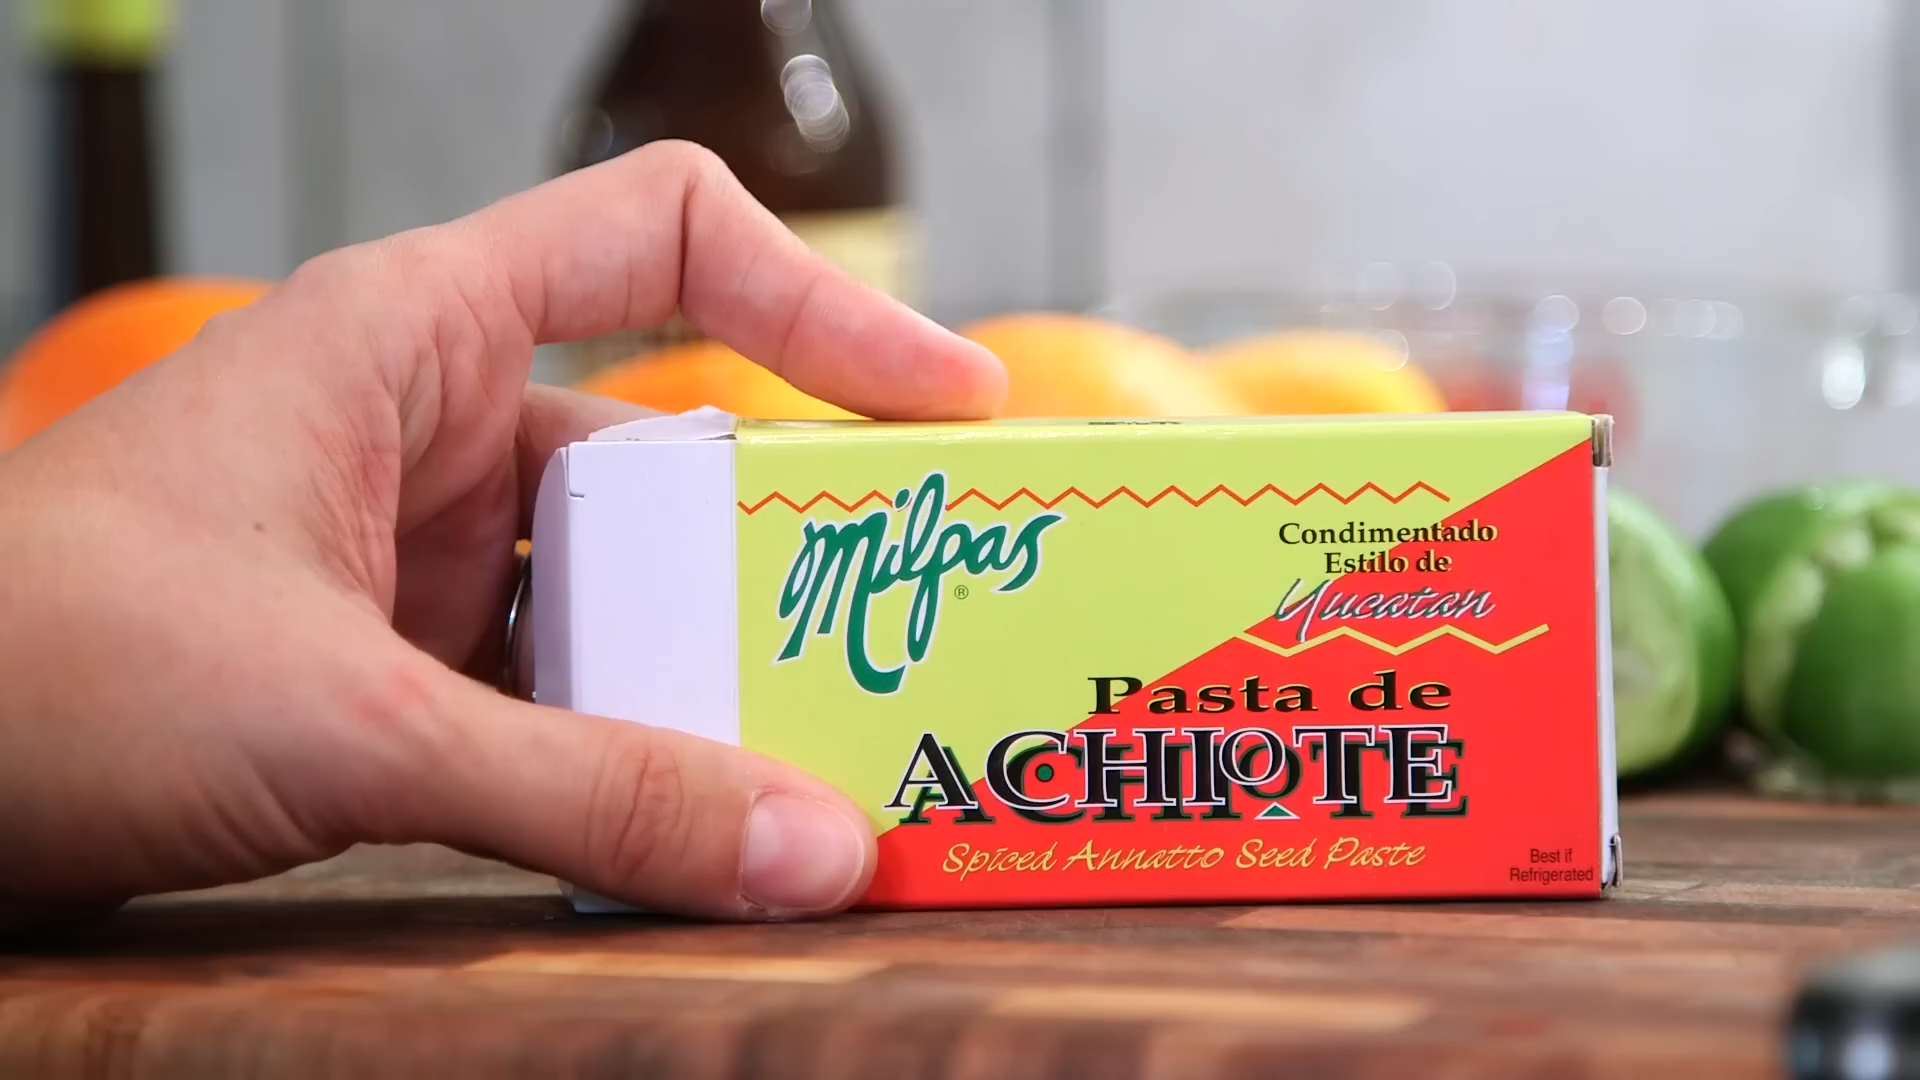 Milpas
®
Condimentado
Estilo de
Yucatan
Pasta de
ACHIOTE
Spiced Annatto Seed Paste
Best if
Refrigerated